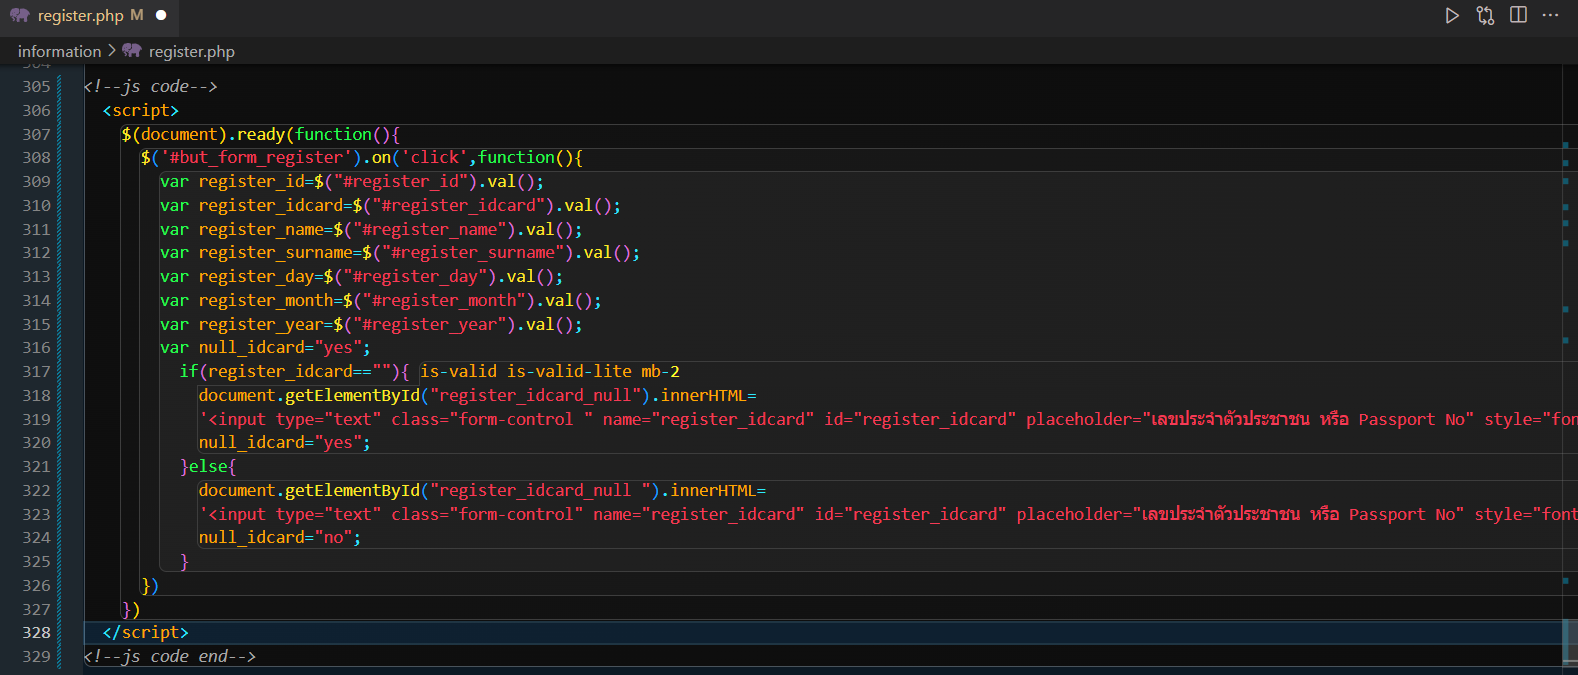 register.php M
information > register.php
304
305 <!--js code-->
306 <script>
307 $(document).ready(function(){
308 $('#but_form_register').on('click',function(){
309 var register_id=$("#register_id").val();
310 var register_idcard=$("#register_idcard").val();
311 var register_name=$("#register_name").val();
312 var register_surname=$("#register_surname").val();
313 var register_day=$("#register_day").val();
314 var register_month=$("#register_month").val();
315 var register_year=$("#register_year").val();
316 var null_idcard="yes";
317 if(register_idcard==""){ is-valid is-valid-lite mb-2
318 document.getElementById("register_idcard_null").innerHTML=
319 '<input type="text" class="form-control " name="register_idcard" id="register_idcard" placeholder="เลขประจำตัวประชาชน หรือ Passport No" style="fon
320 null_idcard="yes";
321 }else{
322 document.getElementById("register_idcard_null ").innerHTML=
323 '<input type="text" class="form-control" name="register_idcard" id="register_idcard" placeholder="เลขประจำตัวประชาชน หรือ Passport No" style="font
324 null_idcard="no";
325 }
326 })
327 })
328 </script>
329 <!--js code end-->